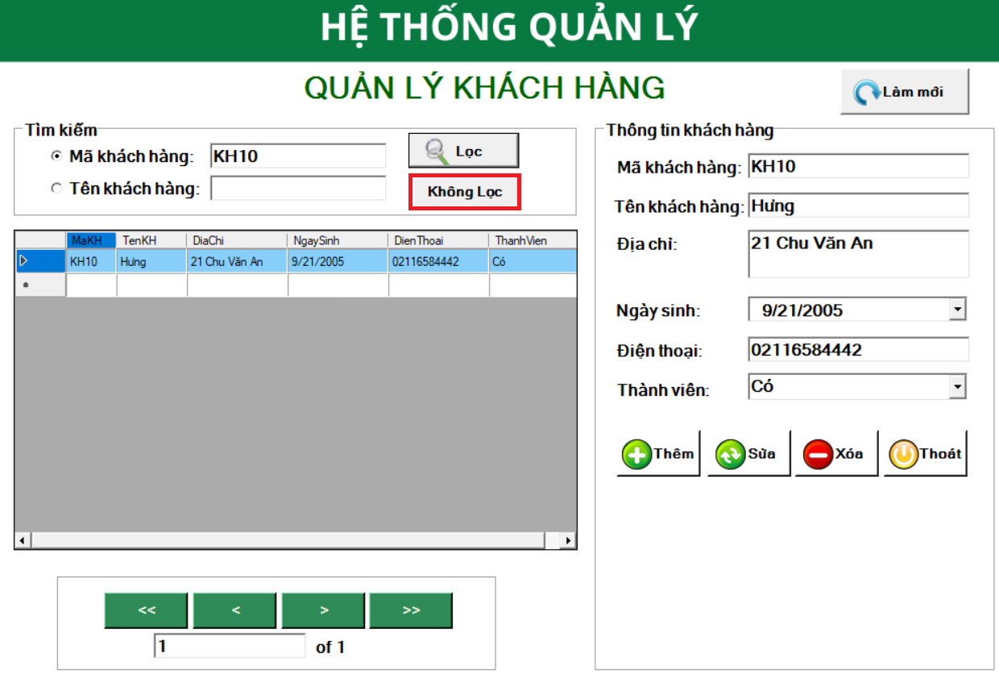 HỆ THỐNG QUẢN LÝ
QUẢN LÝ KHÁCH HÀNG
Làm mới
Tìm kiếm
Mã khách hàng: KH10
Lọc
Tên khách hàng:
Không Lọc
MaKH TenKH DiaChi NgaySinh DienThoai ThanhVien
KH10 Hưng 21 Chu Văn An 9/21/2005 02116584442 Có
*
<< < > >>
1 of 1
Thông tin khách hàng
Mã khách hàng: KH10
Tên khách hàng: Hưng
Địa chỉ: 21 Chu Văn An
Ngày sinh: 9/21/2005
Điện thoại: 02116584442
Thành viên: Có
Thêm Sửa Xóa Thoát